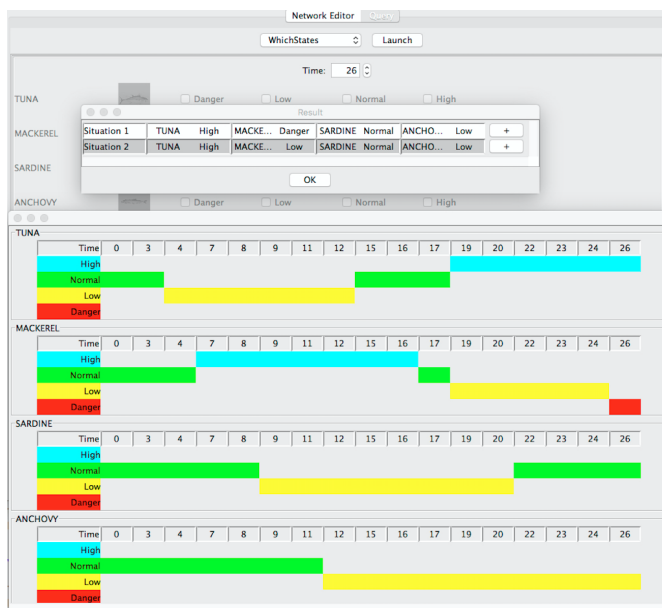 Network Editor Query
WhichStates Launch
Time: 26
TUNA Danger Low Normal High
Result
MACKEREL
Situation 1 TUNA High MACKE... Danger SARDINE Normal ANCHO... Low +
Situation 2 TUNA High MACKE... Low SARDINE Normal ANCHO... Low +
SARDINE
OK
ANCHOVY Danger Low Normal High
TUNA
Time 0 3 4 7 8 9 11 12 15 16 17 19 20 22 23 24 26
High
Normal
Low
Danger
MACKEREL
Time 0 3 4 7 8 9 11 12 15 16 17 19 20 22 23 24 26
High
Normal
Low
Danger
SARDINE
Time 0 3 4 7 8 9 11 12 15 16 17 19 20 22 23 24 26
High
Normal
Low
Danger
ANCHOVY
Time 0 3 4 7 8 9 11 12 15 16 17 19 20 22 23 24 26
High
Normal
Low
Danger